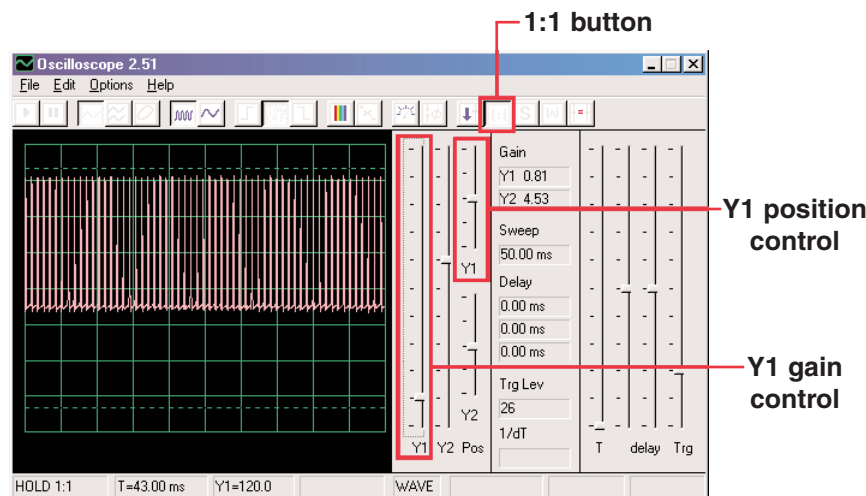 1:1 button
Oscilloscope 2.51
File Edit Options Help
Gain
Y1 0.81
Y2 4.53
Sweep
50.00 ms
Delay
0.00 ms
0.00 ms
0.00 ms
Trg Lev
26
1/dT
Y1
Y2
Y1 Y2 Pos
T delay Trg
Y1 position
control
Y1 gain
control
HOLD 1:1 T=43.00 ms Y1=120.0 WAVE